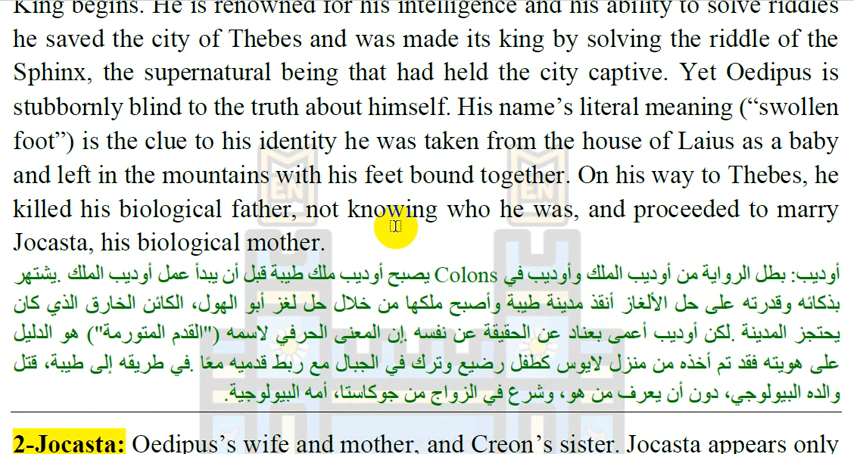 King begins. He is renowned for his intelligence and his ability to solve riddles
he saved the city of Thebes and was made its king by solving the riddle of the
Sphinx, the supernatural being that had held the city captive. Yet Oedipus is
stubbornly blind to the truth about himself. His name’s literal meaning (“swollen
foot”) is the clue to his identity he was taken from the house of Laius as a baby
and left in the mountains with his feet bound together. On his way to Thebes, he
killed his biological father, not knowing who he was, and proceeded to marry
Jocasta, his biological mother.
أوديب: بطل الرواية من أوديب الملك وأوديب في Colons يصبح أوديب ملك طيبة قبل أن يبدأ عمل أوديب الملك .يشتهر
بذكائه وقدرته على حل الألغاز أنقذ مدينة طيبة وأصبح ملكها من خلال حل لغز أبو الهول، الكائن الخارق الذي كان
يحتجز المدينة .لكن أوديب أعمى بعناد عن الحقيقة عن نفسه .إن المعنى الحرفي لاسمه ("القدم المتورمة") هو الدليل
على هويته فقد تم أخذه من منزل لايوس كطفل رضيع وترك في الجبال مع ربط قدميه معًا .في طريقه إلى طيبة، قتل
والده البيولوجي، دون أن يعرف من هو، وشرع في الزواج من جوكاستا، أمه البيولوجية.
2-Jocasta: Oedipus’s wife and mother, and Creon’s sister. Jocasta appears only
EN
EN